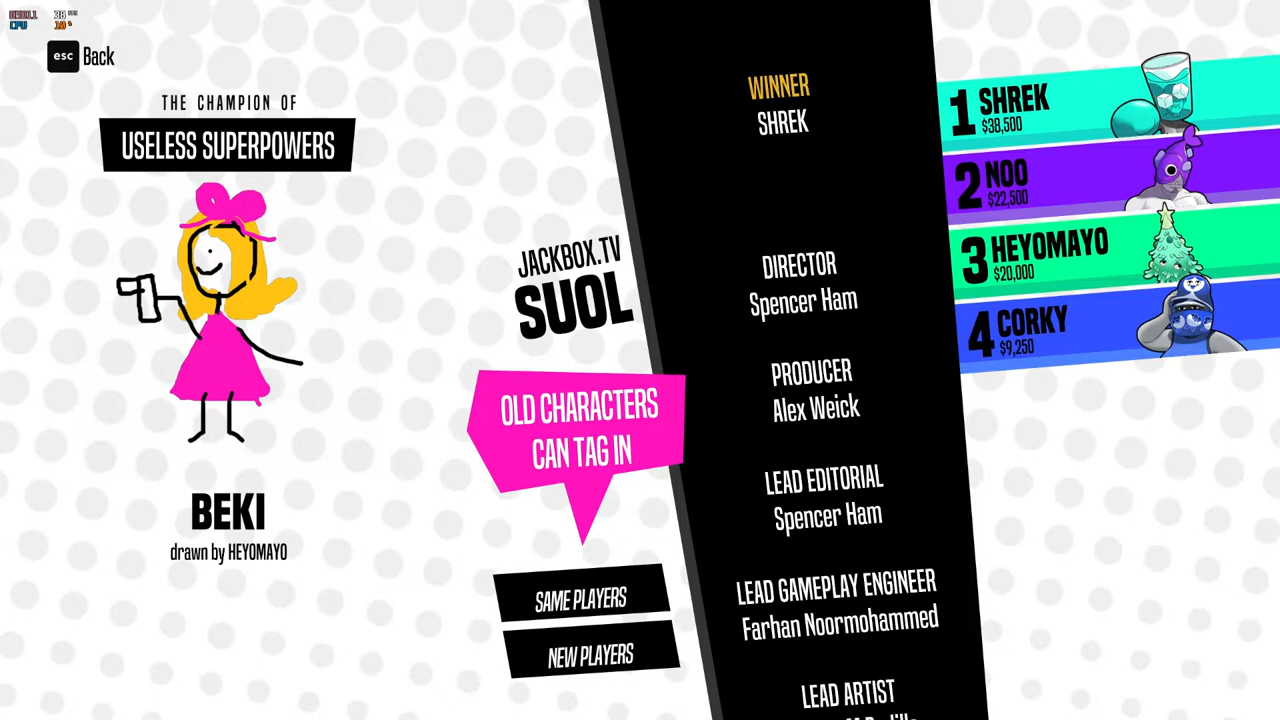 esc Back
THE CHAMPION OF
USELESS SUPERPOWERS
BEKI
drawn by HEYOMAYO
JACKBOX.TV
SUOL
OLD CHARACTERS
CAN TAG IN
SAME PLAYERS
NEW PLAYERS
WINNER
SHREK
DIRECTOR
Spencer Ham
PRODUCER
Alex Weick
LEAD EDITORIAL
Spencer Ham
LEAD GAMEPLAY ENGINEER
Farhan Noormohammed
LEAD ARTIST
1 SHREK
$38,500
2 NOO
$22,500
3 HEYOMAYO
$20,000
4 CORKY
$9,250